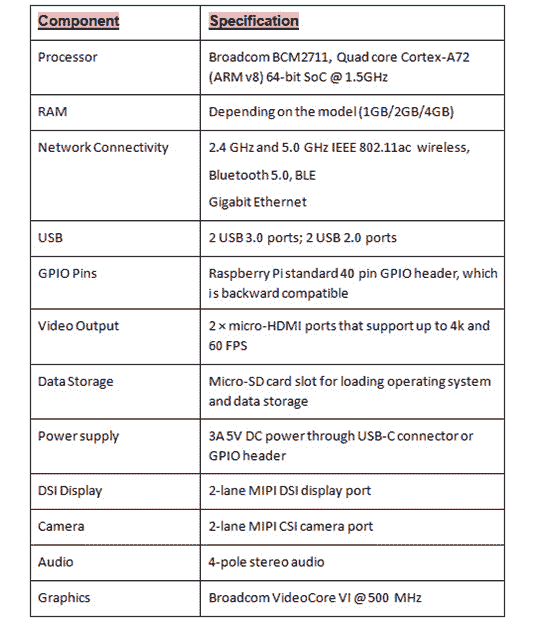 Component Specification
Processor Broadcom BCM2711, Quad core Cortex-A72
(ARM v8) 64-bit SoC @ 1.5GHz
RAM Depending on the model (1GB/2GB/4GB)
Network Connectivity 2.4 GHz and 5.0 GHz IEEE 802.11ac wireless,
Bluetooth 5.0, BLE
Gigabit Ethernet
USB 2 USB 3.0 ports; 2 USB 2.0 ports
GPIO Pins Raspberry Pi standard 40 pin GPIO header, which
is backward compatible
Video Output 2 × micro-HDMI ports that support up to 4k and
60 FPS
Data Storage Micro-SD card slot for loading operating system
and data storage
Power supply 3A 5V DC power through USB-C connector or
GPIO header
DSI Display 2-lane MIPI DSI display port
Camera 2-lane MIPI CSI camera port
Audio 4-pole stereo audio
Graphics Broadcom VideoCore VI @ 500 MHz